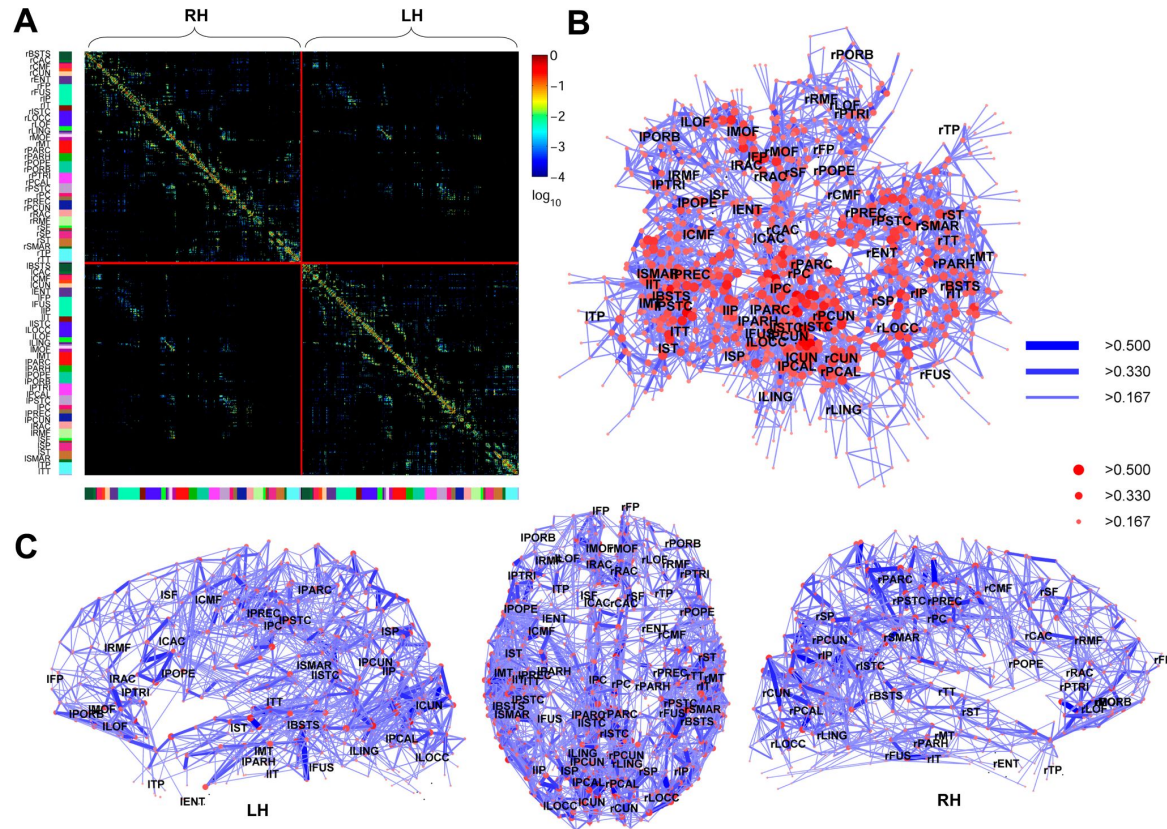 A
RH
LH
rBSTS
rCAC
rCMF
rCUN
rENT
rFP
rFUS
rIP
rIT
rISTC
rLOCC
rLOF
rLING
rMOF
rMT
rPARC
rPARH
rPOPE
rPORB
rPTRI
rPCAL
rPSTC
rPC
rPREC
rPCUN
rRAC
rRMF
rSF
rSP
rST
rSMAR
rTP
rTT
lBSTS
lCAC
lCMF
lCUN
lENT
lFP
lFUS
lIP
lIT
lISTC
lLOCC
lLOF
lLING
lMOF
lMT
lPARC
lPARH
lPOPE
lPORB
lPTRI
lPCAL
lPSTC
lPC
lPREC
lPCUN
lRAC
lRMF
lSF
lSP
lST
lSMAR
lTP
lTT
0
-1
-2
-3
-4
log10
B
rPORB
rRMF
rLOF
rPTRI
rTP
lLOF
lMOF
lPORB
rMOF
lFP
rFP
lRAC
rRAC
rSF
rPOPE
lRMF
lPTRI
lSF
rCMF
lPOPE
lENT
rPREC
rPSTC
rST
rSMAR
lCMF
rCAC
lCAC
rTT
rENT
rMT
rPARH
lSMAR
lPREC
rPARC
rPC
lIT
lPC
rBSTS
rIT
lBSTS
lMT
lPSTC
rSP
rIP
lTP
lIP
lPARC
rPCUN
lPARH
lISTC
rISTC
rLOCC
lTT
lFUS
lPCUN
lLOCC
lST
lSP
lCUN
rCUN
lPCAL
rPCAL
rFUS
lLING
rLING
>0.500
>0.330
>0.167
>0.500
>0.330
>0.167
C
lSF
lCMF
lPARC
lPREC
lPSTC
lPC
lSP
lRMF
lCAC
lPOPE
lSMAR
lISTC
lPCUN
lIP
lFP
lRAC
lPTRI
lMOF
lPORB
lLOF
lTT
lST
lBSTS
lCUN
lPCAL
lLING
lLOCC
lMT
lPARH
lIT
lFUS
lTP
lENT
LH
lFP
rFP
lPORB
rPORB
lMOF
rMOF
lRMF
lLOF
rLOF
rRMF
lRAC
rRAC
lPTRI
rPTRI
lTP
rTP
lSF
rSF
lCAC
rCAC
lPOPE
rPOPE
lENT
rENT
lCMF
rCMF
lST
rST
lMT
lPARH
lPREC
rPREC
rTT
rMT
lIT
lTT
lPC
rPC
rPARH
rIT
lPSTC
rPSTC
lBSTS
lSMAR
rSMAR
lFUS
lPARC
rPARC
rFUS
rBSTS
lISTC
rISTC
lLING
rPCUN
lPCUN
rLING
lIP
lSP
rSP
rIP
lPCAL
rPCAL
lLOCC
lCUN
rCUN
rLOCC
rPARC
rCMF
rSF
rPSTC
rPREC
rSP
rPC
rPCUN
rSMAR
rIP
rISTC
rCAC
rRMF
rPOPE
rRAC
rPTRI
rCUN
rPCAL
rBSTS
rTT
rST
rLOF
rLOCC
rLING
rMT
rPARH
rFUS
rIT
rENT
rTP
RH